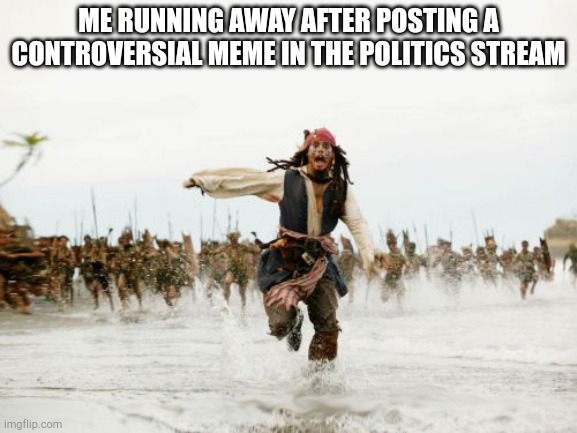 ME RUNNING AWAY AFTER POSTING A
CONTROVERSIAL MEME IN THE POLITICS STREAM
imgflip.com